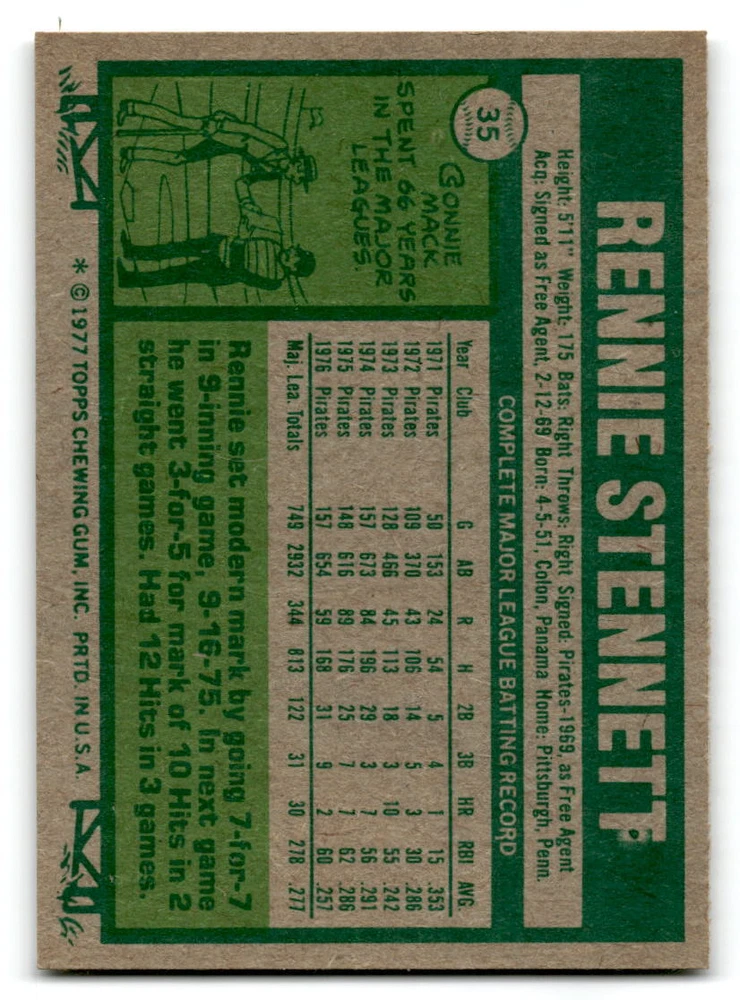 35
RENNIE STENNETT
Height: 5'11" Weight: 175 Bats: Right Throws: Right Signed: Pirates-1969, as Free Agent
Acq: Signed as Free Agent, 2-12-69 Born: 4-5-51, Colon, Panama Home: Pittsburgh, Penn.
COMPLETE MAJOR LEAGUE BATTING RECORD
CONNIE
MACK
SPENT 66 YEARS
IN THE MAJOR
LEAGUES.
Year Club G AB R H 2B 3B HR RBI AVG.
1971 Pirates 50 153 24 54 5 4 1 15 .353
1972 Pirates 109 370 43 106 14 5 3 30 .286
1973 Pirates 128 466 45 113 18 3 10 55 .242
1974 Pirates 157 673 84 196 29 3 7 56 .291
1975 Pirates 148 616 89 176 25 7 7 62 .286
1976 Pirates 157 654 59 168 31 9 2 60 .257
Maj. Lea. Totals 749 2932 344 813 122 31 30 278 .277
Rennie set modern mark by going 7-for-7
in 9-inning game, 9-16-75. In next game
he went 3-for-5 for mark of 10 Hits in 2
straight games. Had 12 Hits in 3 games.
* © 1977 TOPPS CHEWING GUM, INC. PRTD. IN U.S.A